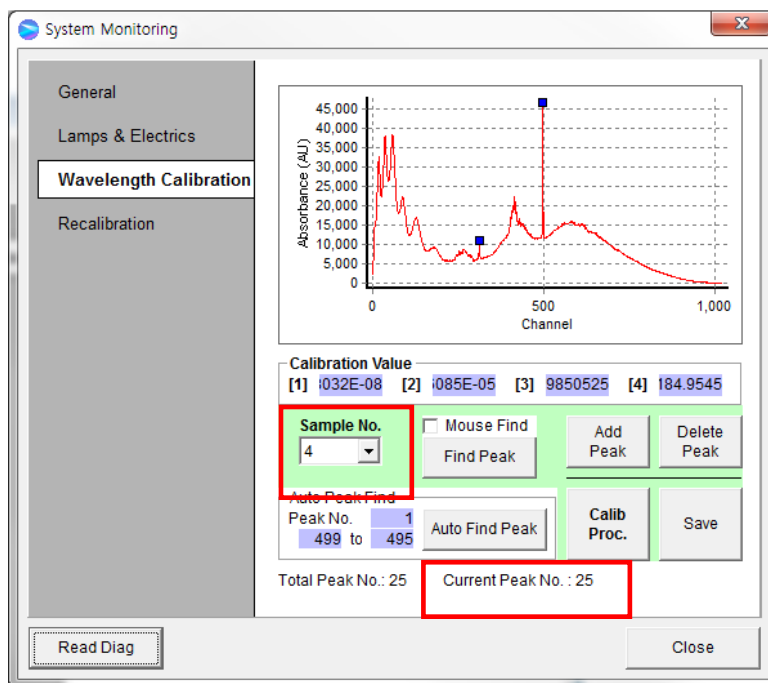 System Monitoring
General
Lamps & Electrics
Wavelength Calibration
Recalibration
Absorbance (AU)
45,000
40,000
35,000
30,000
25,000
20,000
15,000
10,000
5,000
0
0 500 1,000
Channel
Calibration Value
[1] 032E-08 [2] 085E-05 [3] 9850525 [4] 184.9545
Sample No.
4
Mouse Find
Find Peak
Add
Peak
Delete
Peak
Auto Peak Find
Peak No. 1
499 to 495
Auto Find Peak
Calib
Proc.
Save
Total Peak No.: 25 Current Peak No. : 25
Read Diag
Close